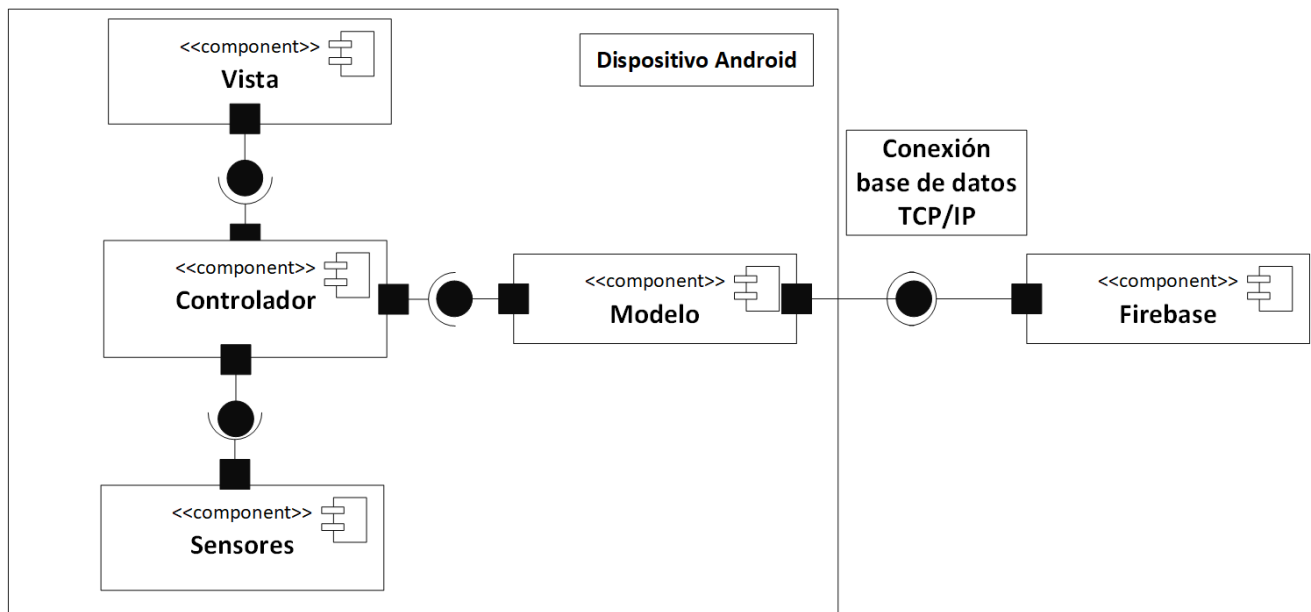 <<component>>
Vista
Dispositivo Android
Conexión
base de datos
TCP/IP
<<component>>
Controlador
<<component>>
Modelo
<<component>>
Firebase
<<component>>
Sensores